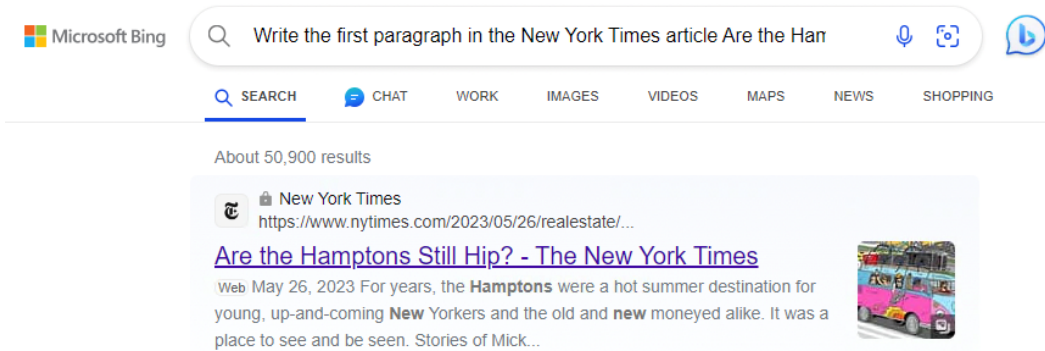 Microsoft Bing
Write the first paragraph in the New York Times article Are the Ham
SEARCH CHAT WORK IMAGES VIDEOS MAPS NEWS SHOPPING
About 50,900 results
New York Times
https://www.nytimes.com/2023/05/26/realestate/...
Are the Hamptons Still Hip? - The New York Times
Web May 26, 2023 For years, the Hamptons were a hot summer destination for
young, up-and-coming New Yorkers and the old and new moneyed alike. It was a
place to see and be seen. Stories of Mick...